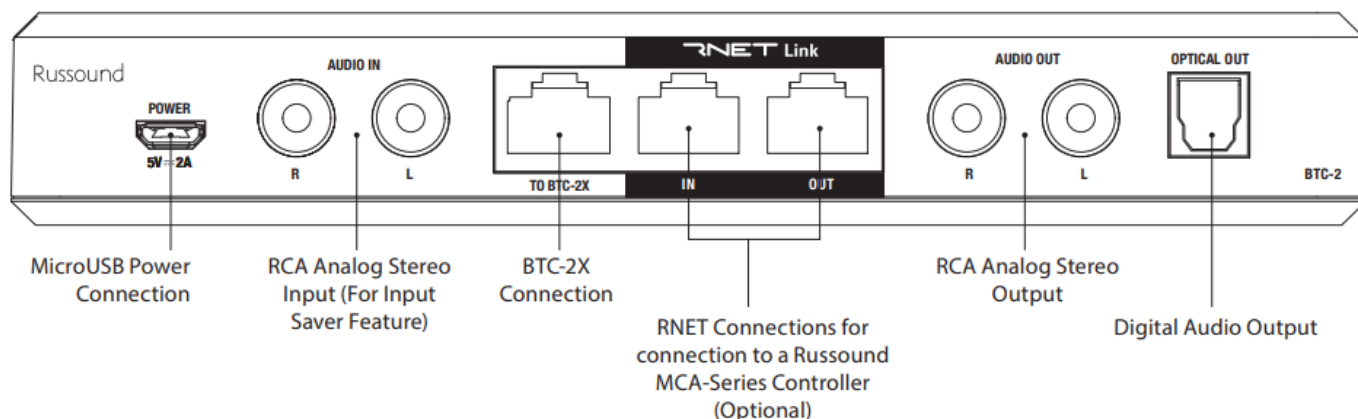 RNET Link
Russound
AUDIO IN
AUDIO OUT
OPTICAL OUT
POWER
5V⎓2A
R
L
TO BTC-2X
IN
OUT
R
L
BTC-2
MicroUSB Power
Connection
RCA Analog Stereo
Input (For Input
Saver Feature)
BTC-2X
Connection
RNET Connections for
connection to a Russound
MCA-Series Controller
(Optional)
RCA Analog Stereo
Output
Digital Audio Output